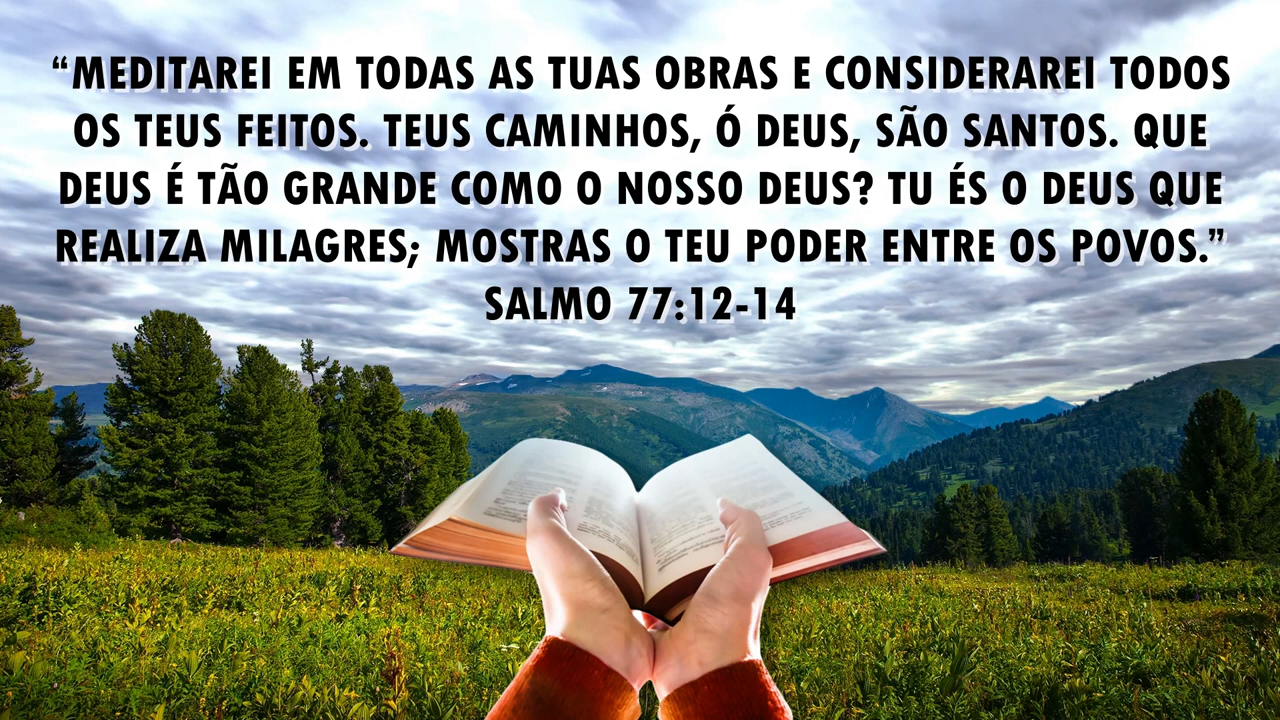 “MEDITAREI EM TODAS AS TUAS OBRAS E CONSIDERAREI TODOS
OS TEUS FEITOS. TEUS CAMINHOS, Ó DEUS, SÃO SANTOS. QUE
DEUS É TÃO GRANDE COMO O NOSSO DEUS? TU ÉS O DEUS QUE
REALIZA MILAGRES; MOSTRAS O TEU PODER ENTRE OS POVOS.”
SALMO 77:12-14